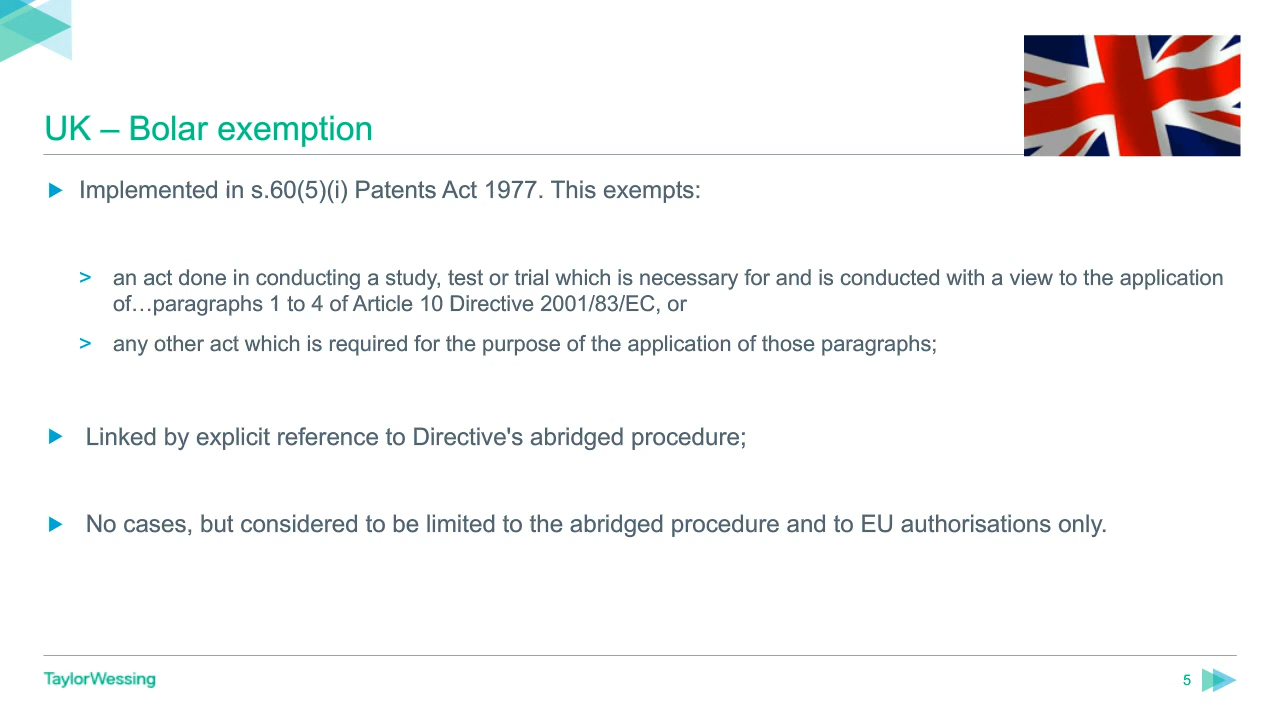 UK – Bolar exemption
Implemented in s.60(5)(i) Patents Act 1977. This exempts:
> an act done in conducting a study, test or trial which is necessary for and is conducted with a view to the application
of…paragraphs 1 to 4 of Article 10 Directive 2001/83/EC, or
> any other act which is required for the purpose of the application of those paragraphs;
Linked by explicit reference to Directive's abridged procedure;
No cases, but considered to be limited to the abridged procedure and to EU authorisations only.
TaylorWessing
5